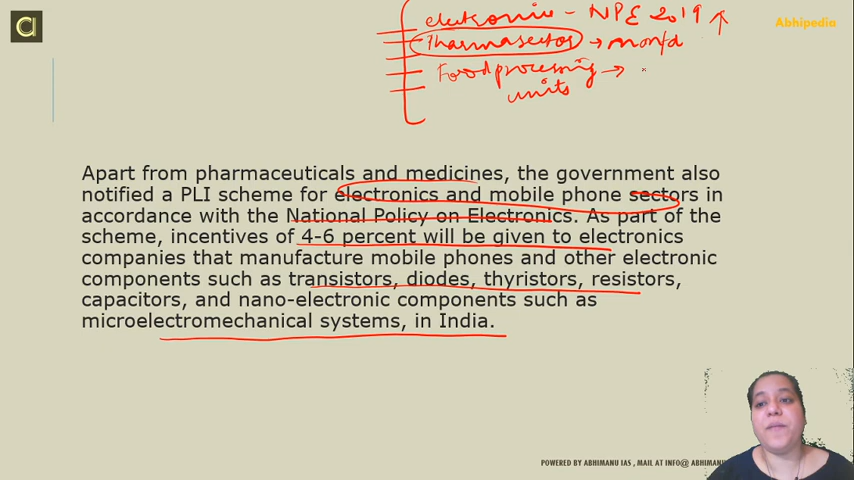 electronic - NPE 2019 ↑
Abhipedia
Pharmasector →
Food processing →
units
Apart from pharmaceuticals and medicines, the government also
notified a PLI scheme for electronics and mobile phone sectors in
accordance with the National Policy on Electronics. As part of the
scheme, incentives of 4-6 percent will be given to electronics
companies that manufacture mobile phones and other electronic
components such as transistors, diodes, thyristors, resistors,
capacitors, and nano-electronic components such as
microelectromechanical systems, in India.
POWERED BY ABHIMANU IAS , MAIL AT INFO@ ABHIMANU